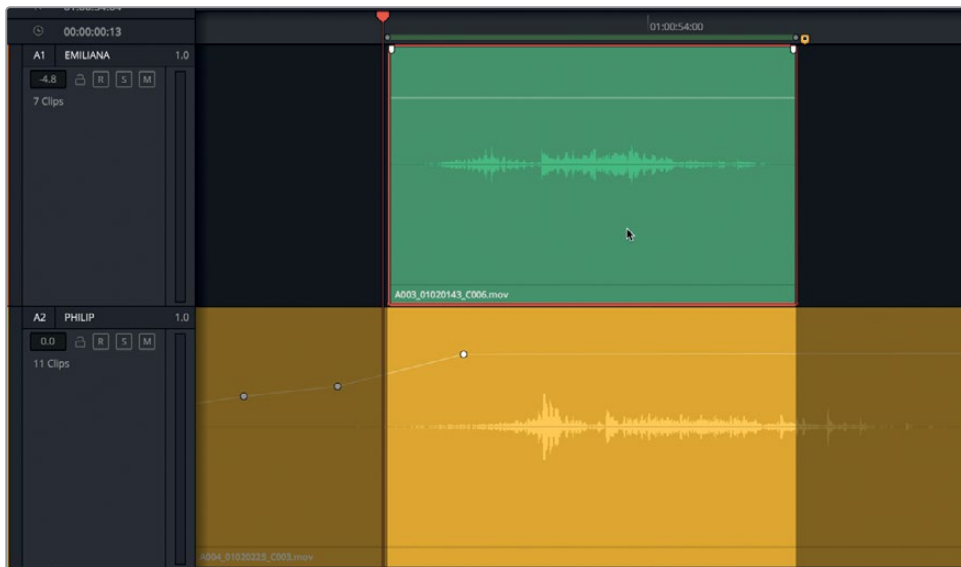 00:00:00:13
01:00:54:00
A1 EMILIANA 1.0
-4.8 R S M
7 Clips
A003_01020143_C006.mov
A2 PHILIP 1.0
0.0 R S M
11 Clips
A004_01020225_C003.mov